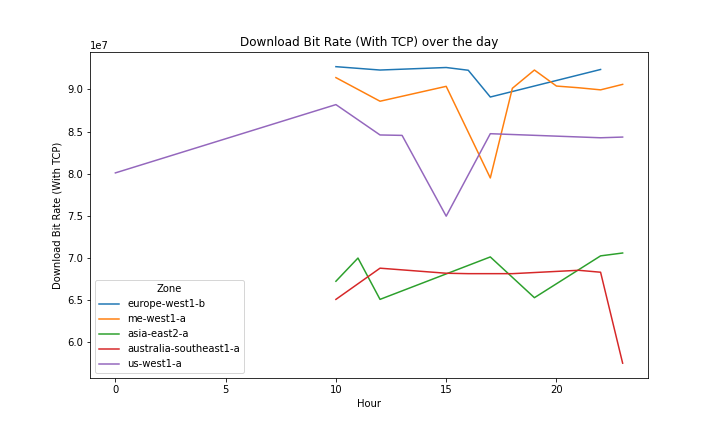 Download Bit Rate (With TCP) over the day
1e7
9.0
8.5
8.0
7.5
7.0
6.5
6.0
Download Bit Rate (With TCP)
Zone
europe-west1-b
me-west1-a
asia-east2-a
australia-southeast1-a
us-west1-a
0 5 10 15 20
Hour